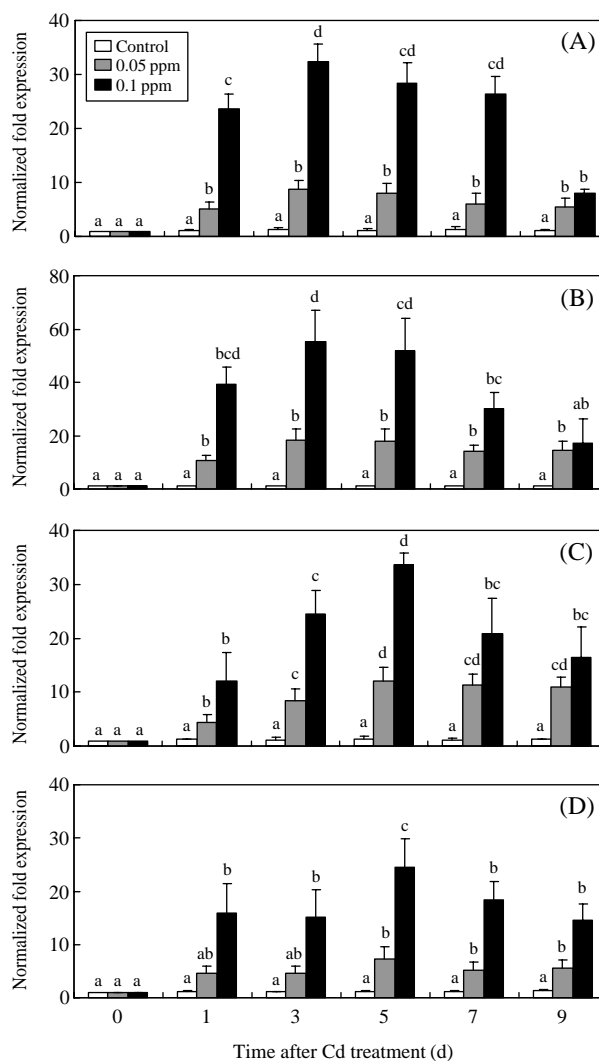 40
(A)
Control
0.05 ppm
0.1 ppm
Normalized fold expression
30
20
10
0
a a a
a b c
a b d
a b cd
a b cd
a b b
80
(B)
Normalized fold expression
60
40
20
0
a a a
a b bcd
a b d
a b cd
a b bc
a b ab
40
(C)
Normalized fold expression
30
20
10
0
a a a
a b b
a c c
a d d
a cd bc
a cd bc
40
(D)
Normalized fold expression
30
20
10
0
a a a
a ab b
a ab b
a b c
a b b
a b b
0 1 3 5 7 9
Time after Cd treatment (d)